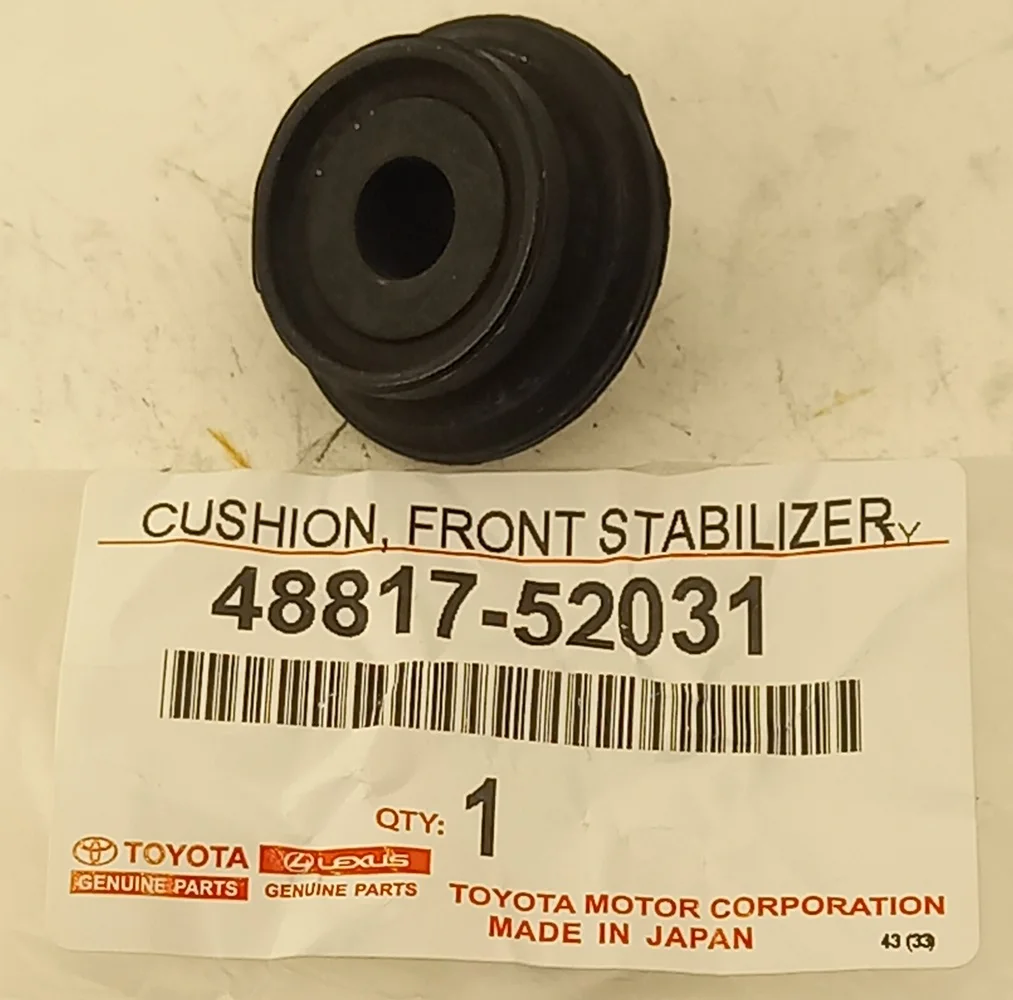 CUSHION, FRONT STABILIZER
TY
48817-52031
QTY: 1
TOYOTA
GENUINE PARTS
LEXUS
GENUINE PARTS
TOYOTA MOTOR CORPORATION
MADE IN JAPAN
43 (33)